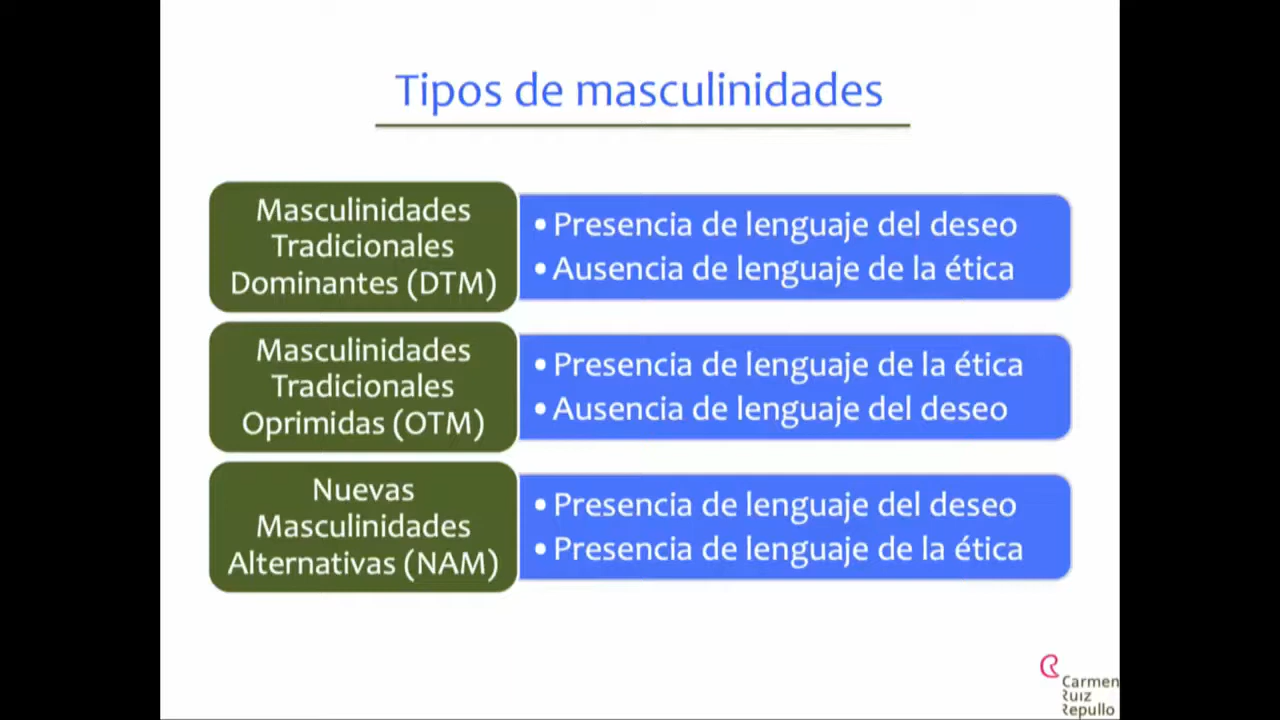 Tipos de masculinidades
Masculinidades
Tradicionales
Dominantes (DTM)
• Presencia de lenguaje del deseo
• Ausencia de lenguaje de la ética
Masculinidades
Tradicionales
Oprimidas (OTM)
• Presencia de lenguaje de la ética
• Ausencia de lenguaje del deseo
Nuevas
Masculinidades
Alternativas (NAM)
• Presencia de lenguaje del deseo
• Presencia de lenguaje de la ética
Carmen
Ruiz
Repullo